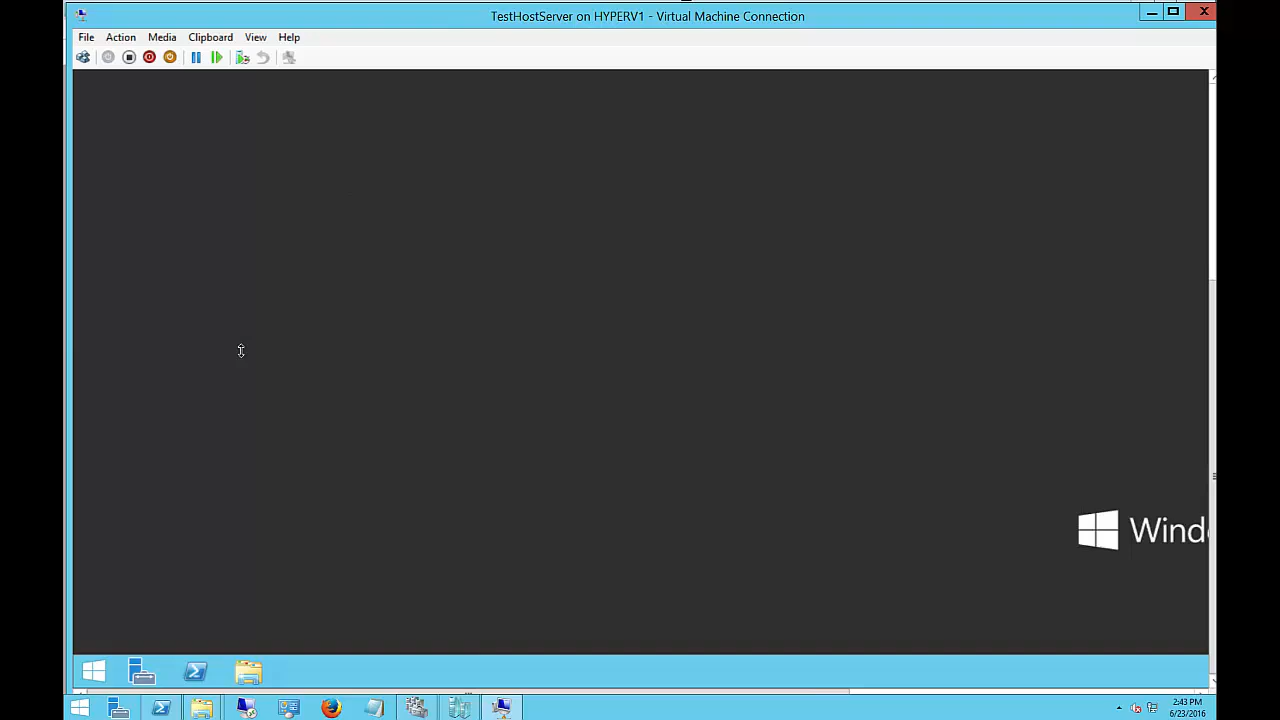 TestHostServer on HYPERV1 - Virtual Machine Connection
File Action Media Clipboard View Help
Wind
2:43 PM
6/23/2016